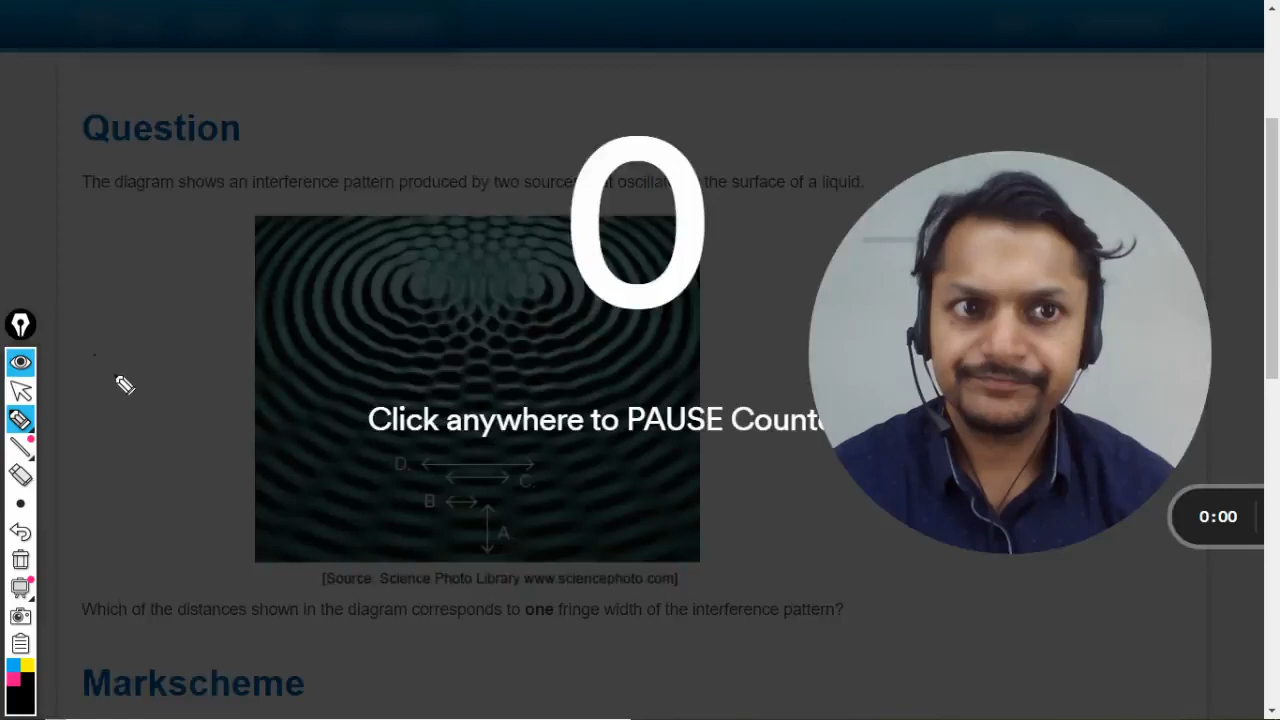 Question
The diagram shows an interference pattern produced by two sources that oscillate the surface of a liquid.
0
Click anywhere to PAUSE
D.
C.
B
A
0:00
[Source: Science Photo Library www.sciencephoto.com]
Which of the distances shown in the diagram corresponds to one fringe width of the interference pattern?
Markscheme